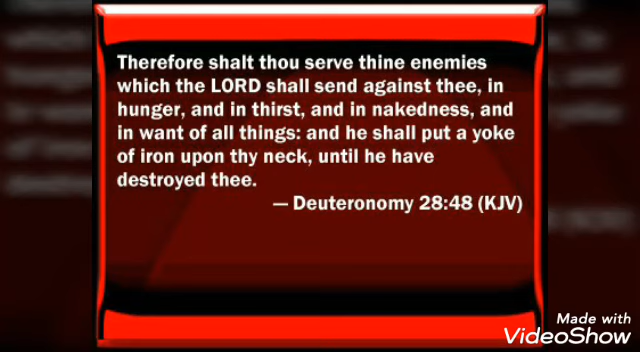 Therefore shalt thou serve thine enemies
which the LORD shall send against thee, in
hunger, and in thirst, and in nakedness, and
in want of all things: and he shall put a yoke
of iron upon thy neck, until he have
destroyed thee.
— Deuteronomy 28:48 (KJV)
Made with
VideoShow